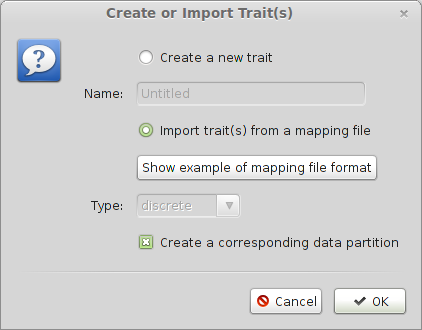 Create or Import Trait(s)
Create a new trait
Name: Untitled
Import trait(s) from a mapping file
Show example of mapping file format
Type: discrete
Create a corresponding data partition
Cancel OK